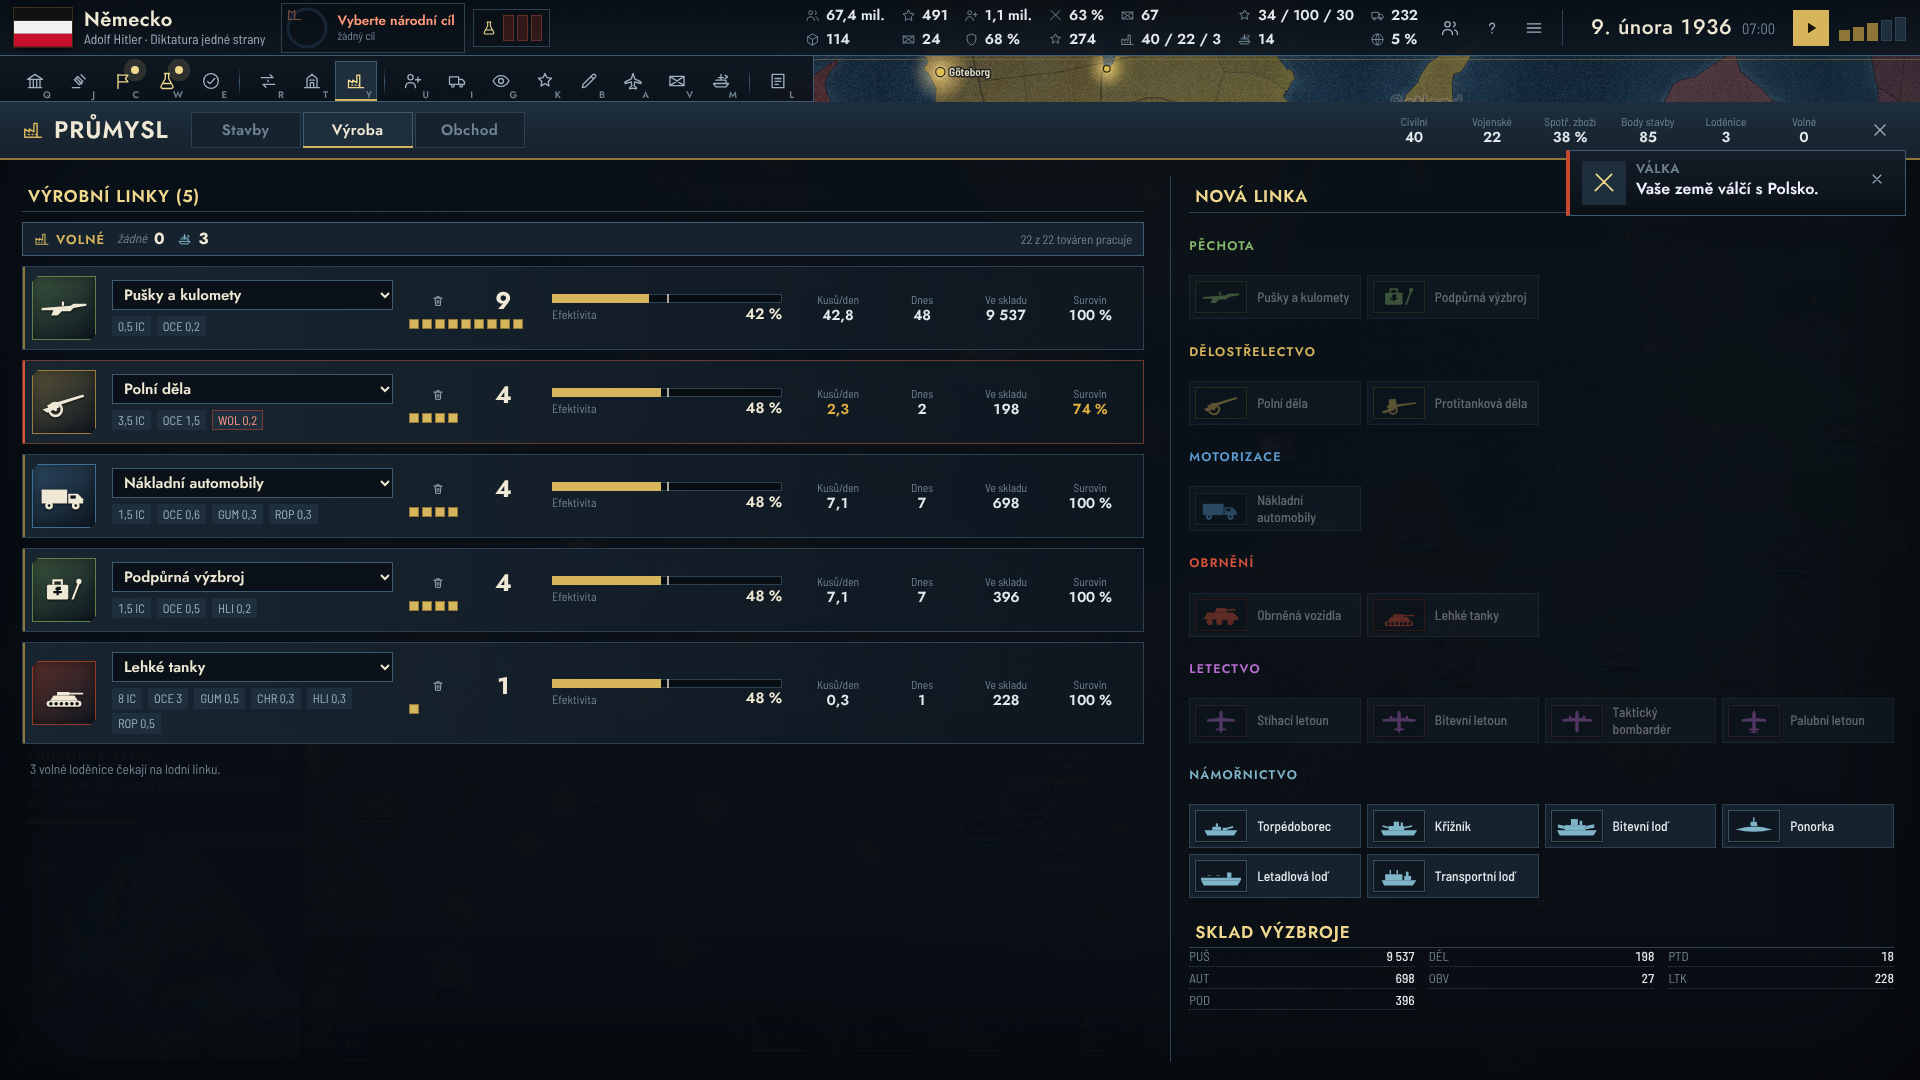 Německo
Adolf Hitler · Diktatura jedné strany
Vyberte národní cíl
žádný cíl
67,4 mil. 491 1,1 mil. 63 % 67 34 / 100 / 30 232
114 24 68 % 274 40 / 22 / 3 14 5 %
?
9. února 1936 07:00
Q J C W E R T Y U I G K B A V M L
Göteborg
PRŮMYSL
Stavby Výroba Obchod
Civilní Vojenské Spotř. zboží Body stavby Loděnice Volné
40 22 38 % 85 3 0
VÁLKA
Vaše země válčí s Polsko.
VÝROBNÍ LINKY (5)
VOLNÉ žádné 0 3 22 z 22 továren pracuje
Pušky a kulomety
0,5 IC OCE 0,2
9
Efektivita 42 %
Kusů/den Dnes Ve skladu Surovin
42,8 48 9 537 100 %
Polní děla
3,5 IC OCE 1,5 WOL 0,2
4
Efektivita 48 %
Kusů/den Dnes Ve skladu Surovin
2,3 2 198 74 %
Nákladní automobily
1,5 IC OCE 0,6 GUM 0,3 ROP 0,3
4
Efektivita 48 %
Kusů/den Dnes Ve skladu Surovin
7,1 7 698 100 %
Podpůrná výzbroj
1,5 IC OCE 0,5 HLI 0,2
4
Efektivita 48 %
Kusů/den Dnes Ve skladu Surovin
7,1 7 396 100 %
Lehké tanky
8 IC OCE 3 GUM 0,5 CHR 0,3 HLI 0,3
ROP 0,5
1
Efektivita 48 %
Kusů/den Dnes Ve skladu Surovin
0,3 1 228 100 %
3 volné loděnice čekají na lodní linku.
NOVÁ LINKA
PĚCHOTA
Pušky a kulomety Podpůrná výzbroj
DĚLOSTŘELECTVO
Polní děla Protitanková děla
MOTORIZACE
Nákladní
automobily
OBRNĚNÍ
Obrněná vozidla Lehké tanky
LETECTVO
Stíhací letoun Bitevní letoun Taktický
bombardér Palubní letoun
NÁMOŘNICTVO
Torpédoborec Křižník Bitevní loď Ponorka
Letadlová loď Transportní loď
SKLAD VÝZBROJE
PUŠ 9 537 DĚL 198 PTD 18
AUT 698 OBV 27 LTK 228
POD 396